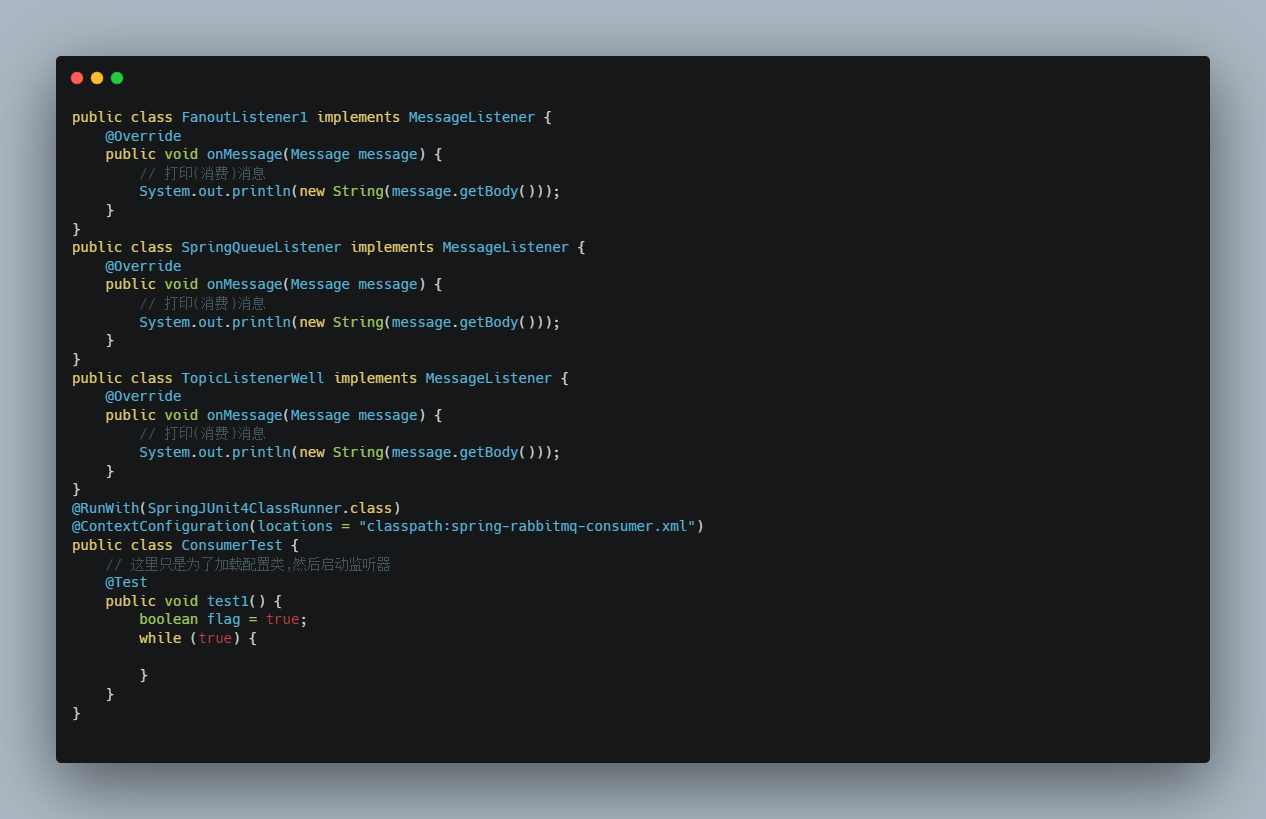 public class FanoutListener1 implements MessageListener {
    @Override
    public void onMessage(Message message) {
        // 打印(消费)消息
        System.out.println(new String(message.getBody()));
    }
}
public class SpringQueueListener implements MessageListener {
    @Override
    public void onMessage(Message message) {
        // 打印(消费)消息
        System.out.println(new String(message.getBody()));
    }
}
public class TopicListenerWell implements MessageListener {
    @Override
    public void onMessage(Message message) {
        // 打印(消费)消息
        System.out.println(new String(message.getBody()));
    }
}
@RunWith(SpringJUnit4ClassRunner.class)
@ContextConfiguration(locations = "classpath:spring-rabbitmq-consumer.xml")
public class ConsumerTest {
    // 这里只是为了加载配置类,然后启动监听器
    @Test
    public void test1() {
        boolean flag = true;
        while (true) {

        }
    }
}